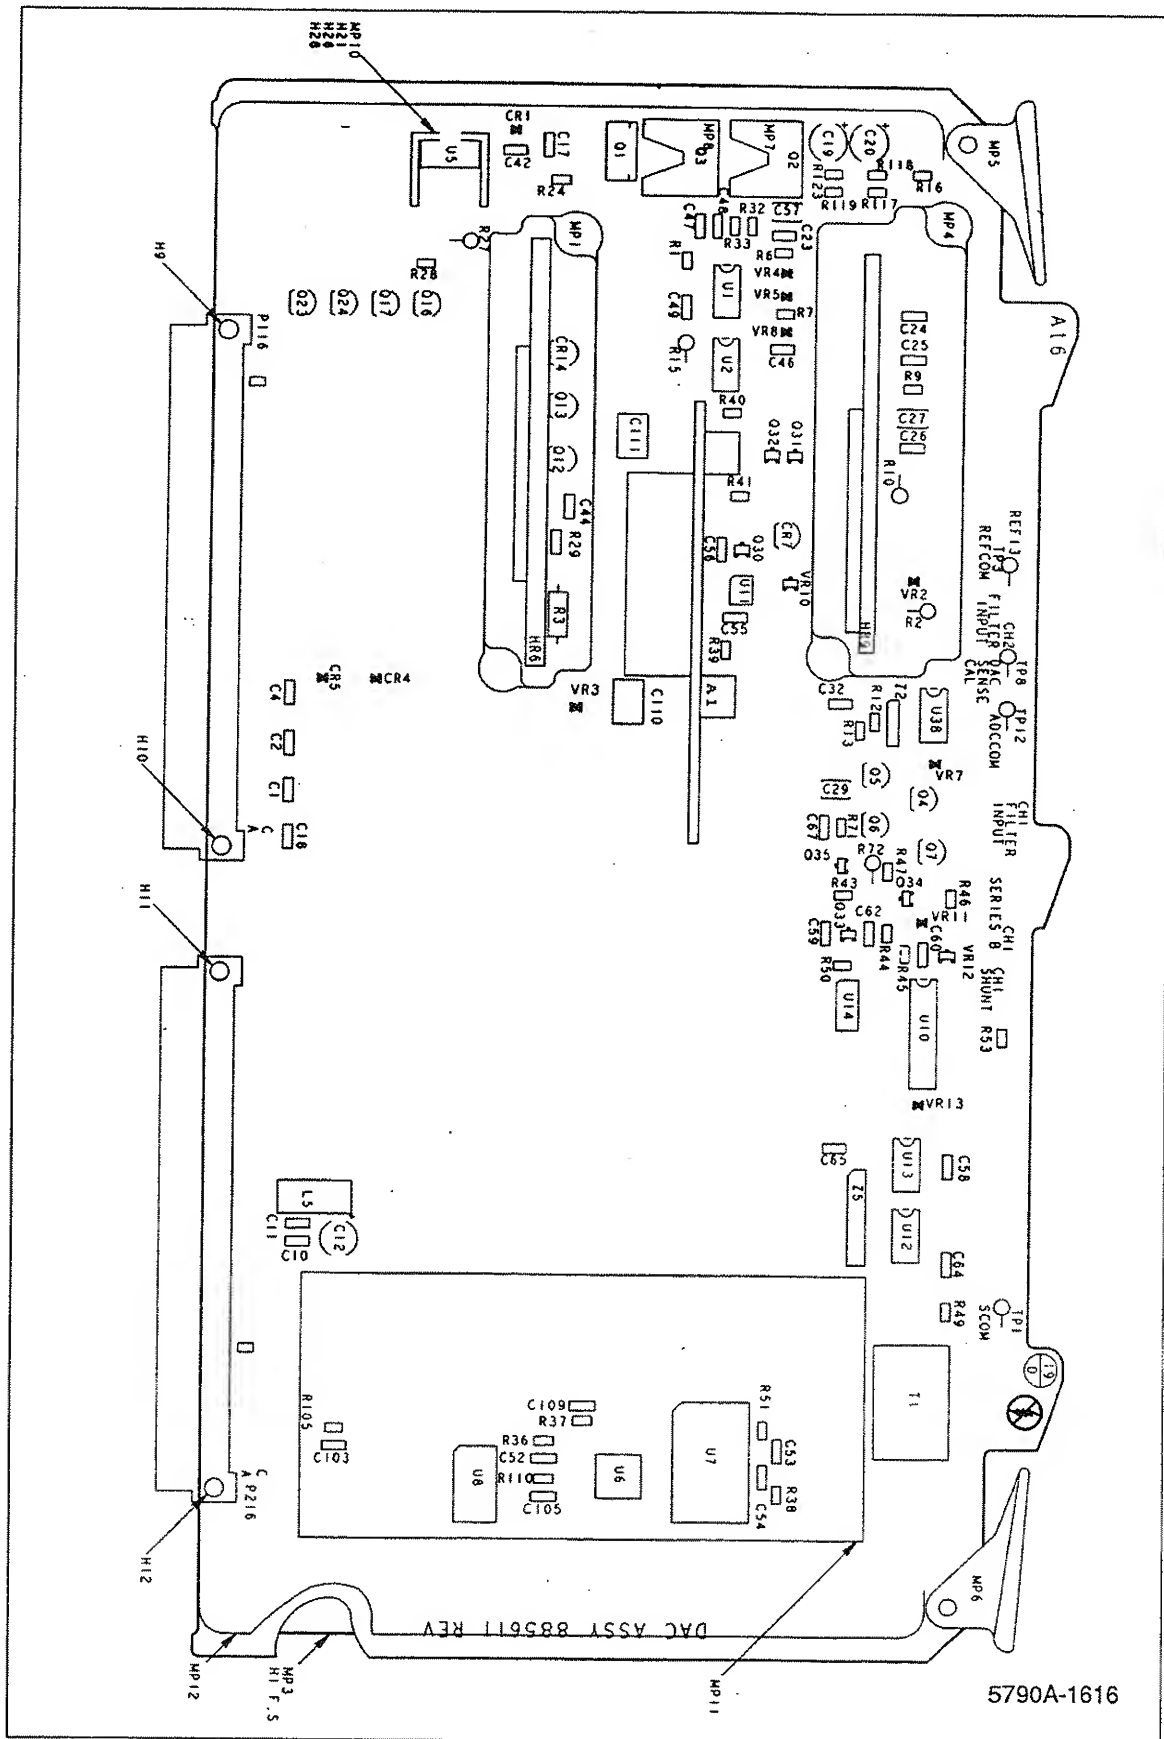 MP10
H21
H28
H28
CR1
U5
C42
C17
R24
Q1
MP8
Q3
MP7
Q2
C19
C20
R123
R118
R16
R119
R117
MP5
H9
R27
MP1
R28
C47
R32
R33
C57
C23
R1
R6
VR4
VR5
U1
R7
C49
VR8
R15
U2
C46
MP4
A16
Q23
Q24
Q17
Q16
P116
CR14
Q13
Q12
C24
C25
R9
C27
C26
R10
R40
C111
Q32
Q31
R41
C44
R29
R3
HR6
C56
Q30
CR7
U11
VR10
C55
R39
VR2
R2
HR9
REF13
TP3
REFCOM
CH2
FILTER
INPUT
TP8
DAC
SENSE
CAL
TP12
ADCCOM
CR5
CR4
VR3
C110
A1
C32
R12
R13
Z2
U38
VR7
C4
C2
C1
C18
H10
C
A
Q5
C29
Q4
C67
R71
Q6
Q7
Q35
R72
R47
Q34
R43
Q33
C62
R46
VR11
C59
R44
C60
VR12
R45
R50
U14
U10
CH1
FILTER
INPUT
CH1
SERIES B
CH1
SHUNT
R53
H11
VR13
C65
U13
C58
Z5
U12
C64
R49
TP1
SCOM
L5
C11
C10
C12
T1
19
D
R105
C103
C109
R37
R36
C52
R110
C105
U8
U6
U7
R51
C53
C54
R38
C
A
P216
H12
MP6
DAC ASSY 885611 REV
MP12
MP3
H1 F,S
MP11
5790A-1616